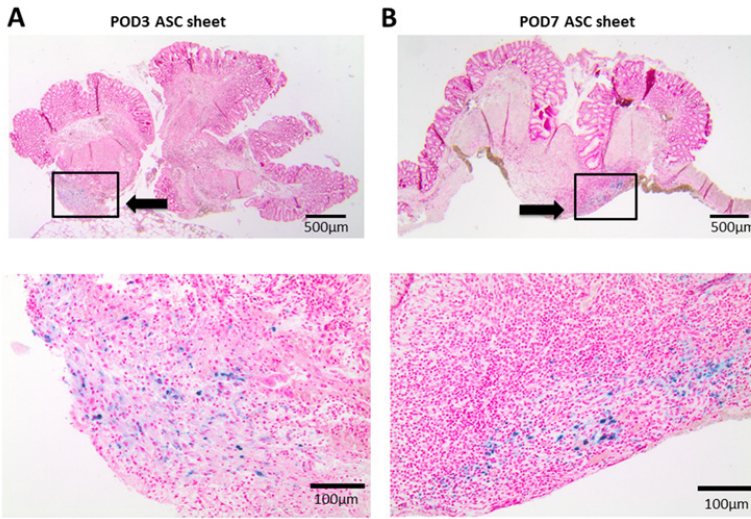 A
POD3 ASC sheet
500μm
100μm
B
POD7 ASC sheet
500μm
100μm